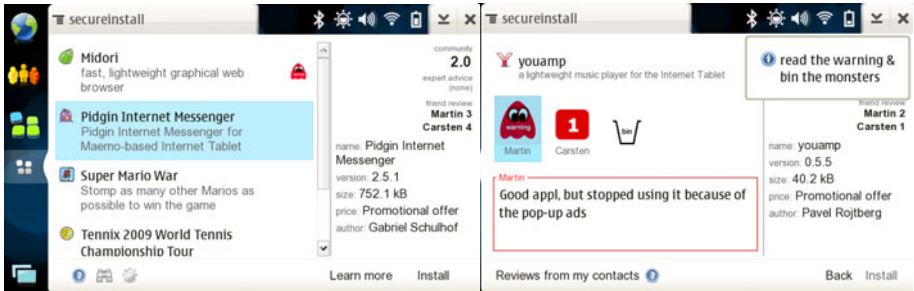 secureinstall
Midori
fast, lightweight graphical web
browser
Pidgin Internet Messenger
Pidgin Internet Messenger for
Maemo-based Internet Tablet
Super Mario War
Stomp as many other Marios as
possible to win the game
Tennix 2009 World Tennis
Championship Tour
community
2.0
expert advice
(none)
friend review
Martin 3
Carsten 4
name: Pidgin Internet
Messenger
version: 2.5.1
size: 752.1 kB
price: Promotional offer
author: Gabriel Schulhof
Learn more Install
secureinstall
youamp
a lightweight music player for the Internet Tablet
read the warning &
bin the monsters
warning
Martin
1
Carsten
bin
Martin
Good appl, but stopped using it because of
the pop-up ads
friend review
Martin 2
Carsten 1
name: youamp
version: 0.5.5
size: 40.2 kB
price: Promotional offer
author: Pavel Rojtberg
Reviews from my contacts ?
Back Install